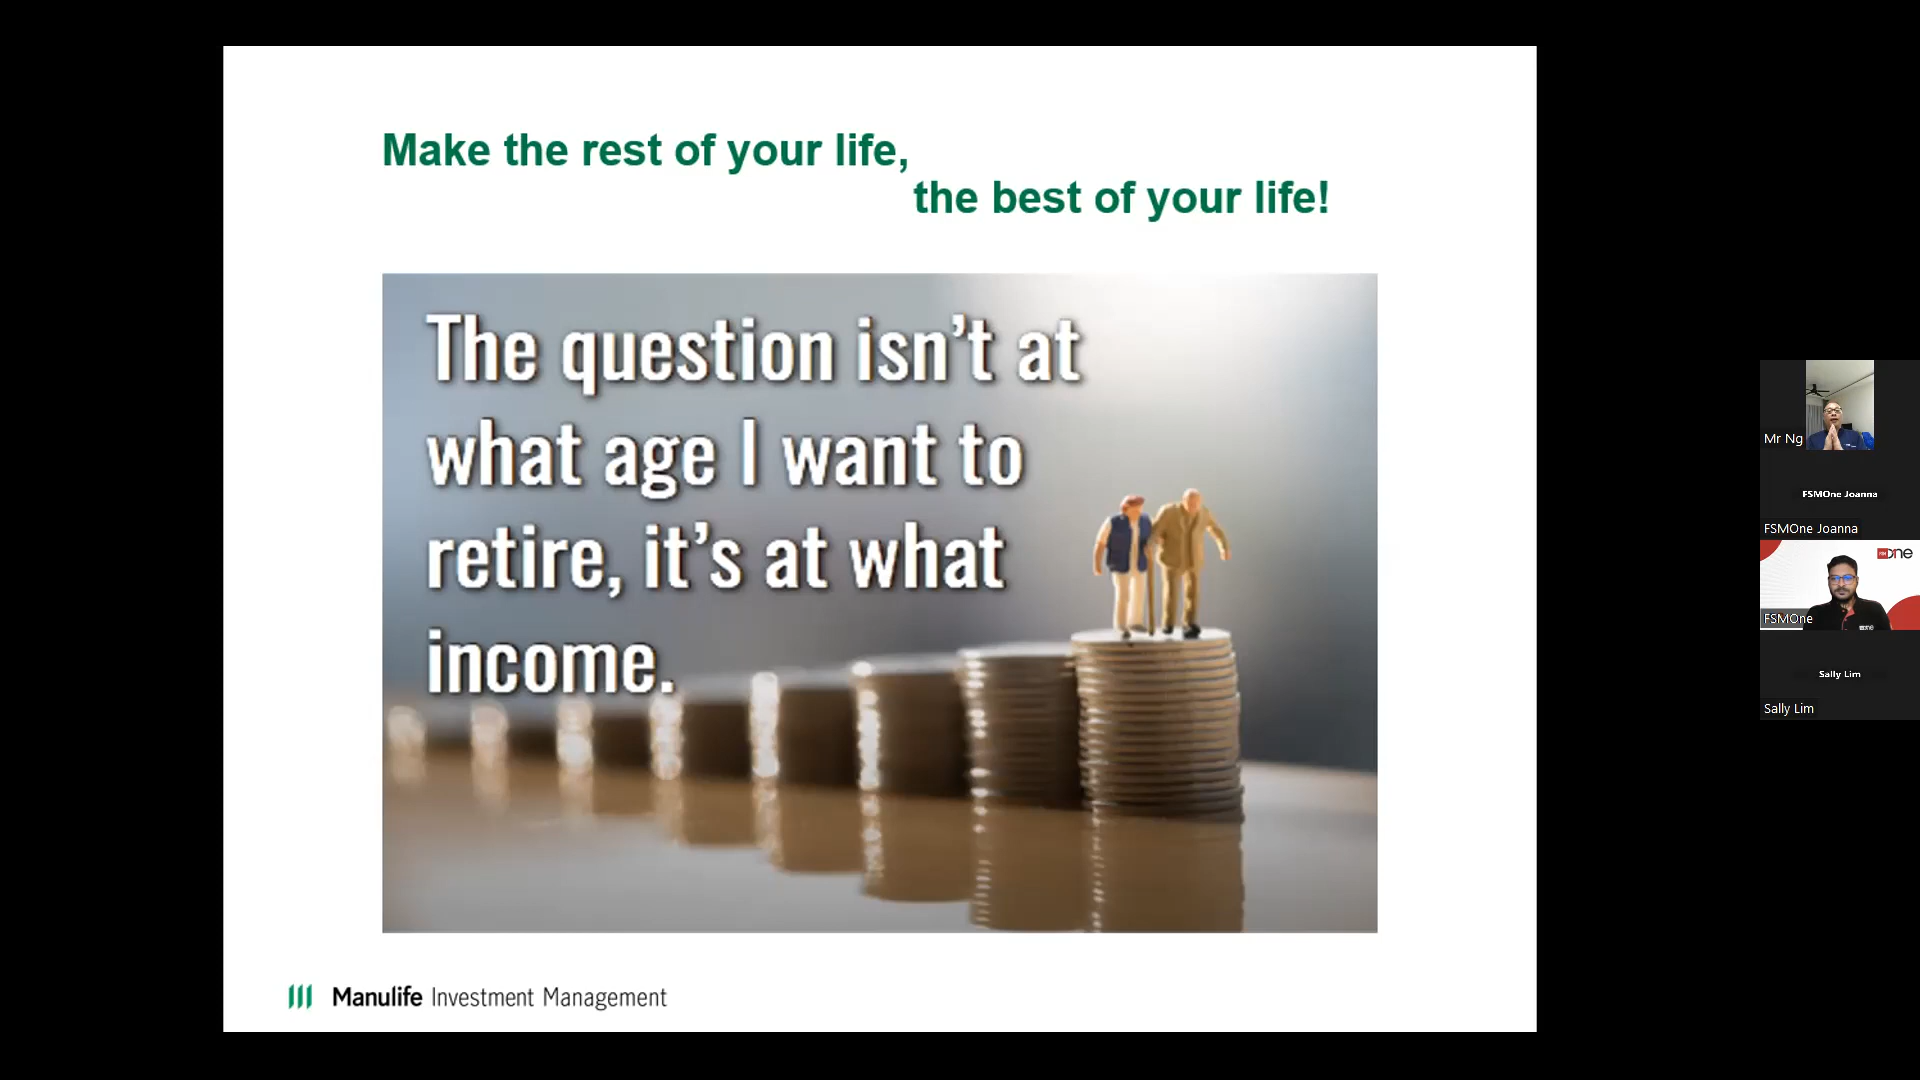 Make the rest of your life,
the best of your life!
The question isn't at
what age I want to
retire, it's at what
income.
Manulife Investment Management
Mr Ng
FSMOne Joanna
FSMOne Joanna
FSM One
FSMOne
Sally Lim
Sally Lim